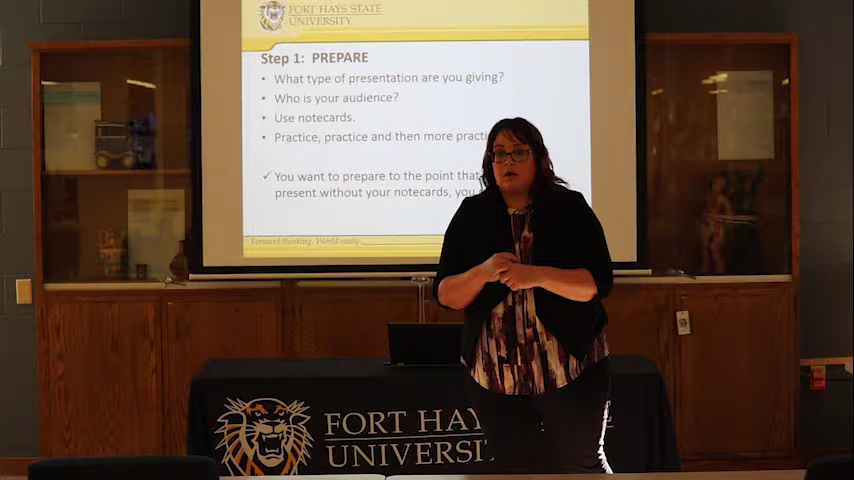 FORT HAYS STATE
UNIVERSITY
Step 1: PREPARE
• What type of presentation are you giving?
• Who is your audience?
• Use notecards.
• Practice, practice and then more practi
✓ You want to prepare to the point that
present without your notecards, you
Forward thinking. World ready.
FORT HAY E
UNIVERSIT